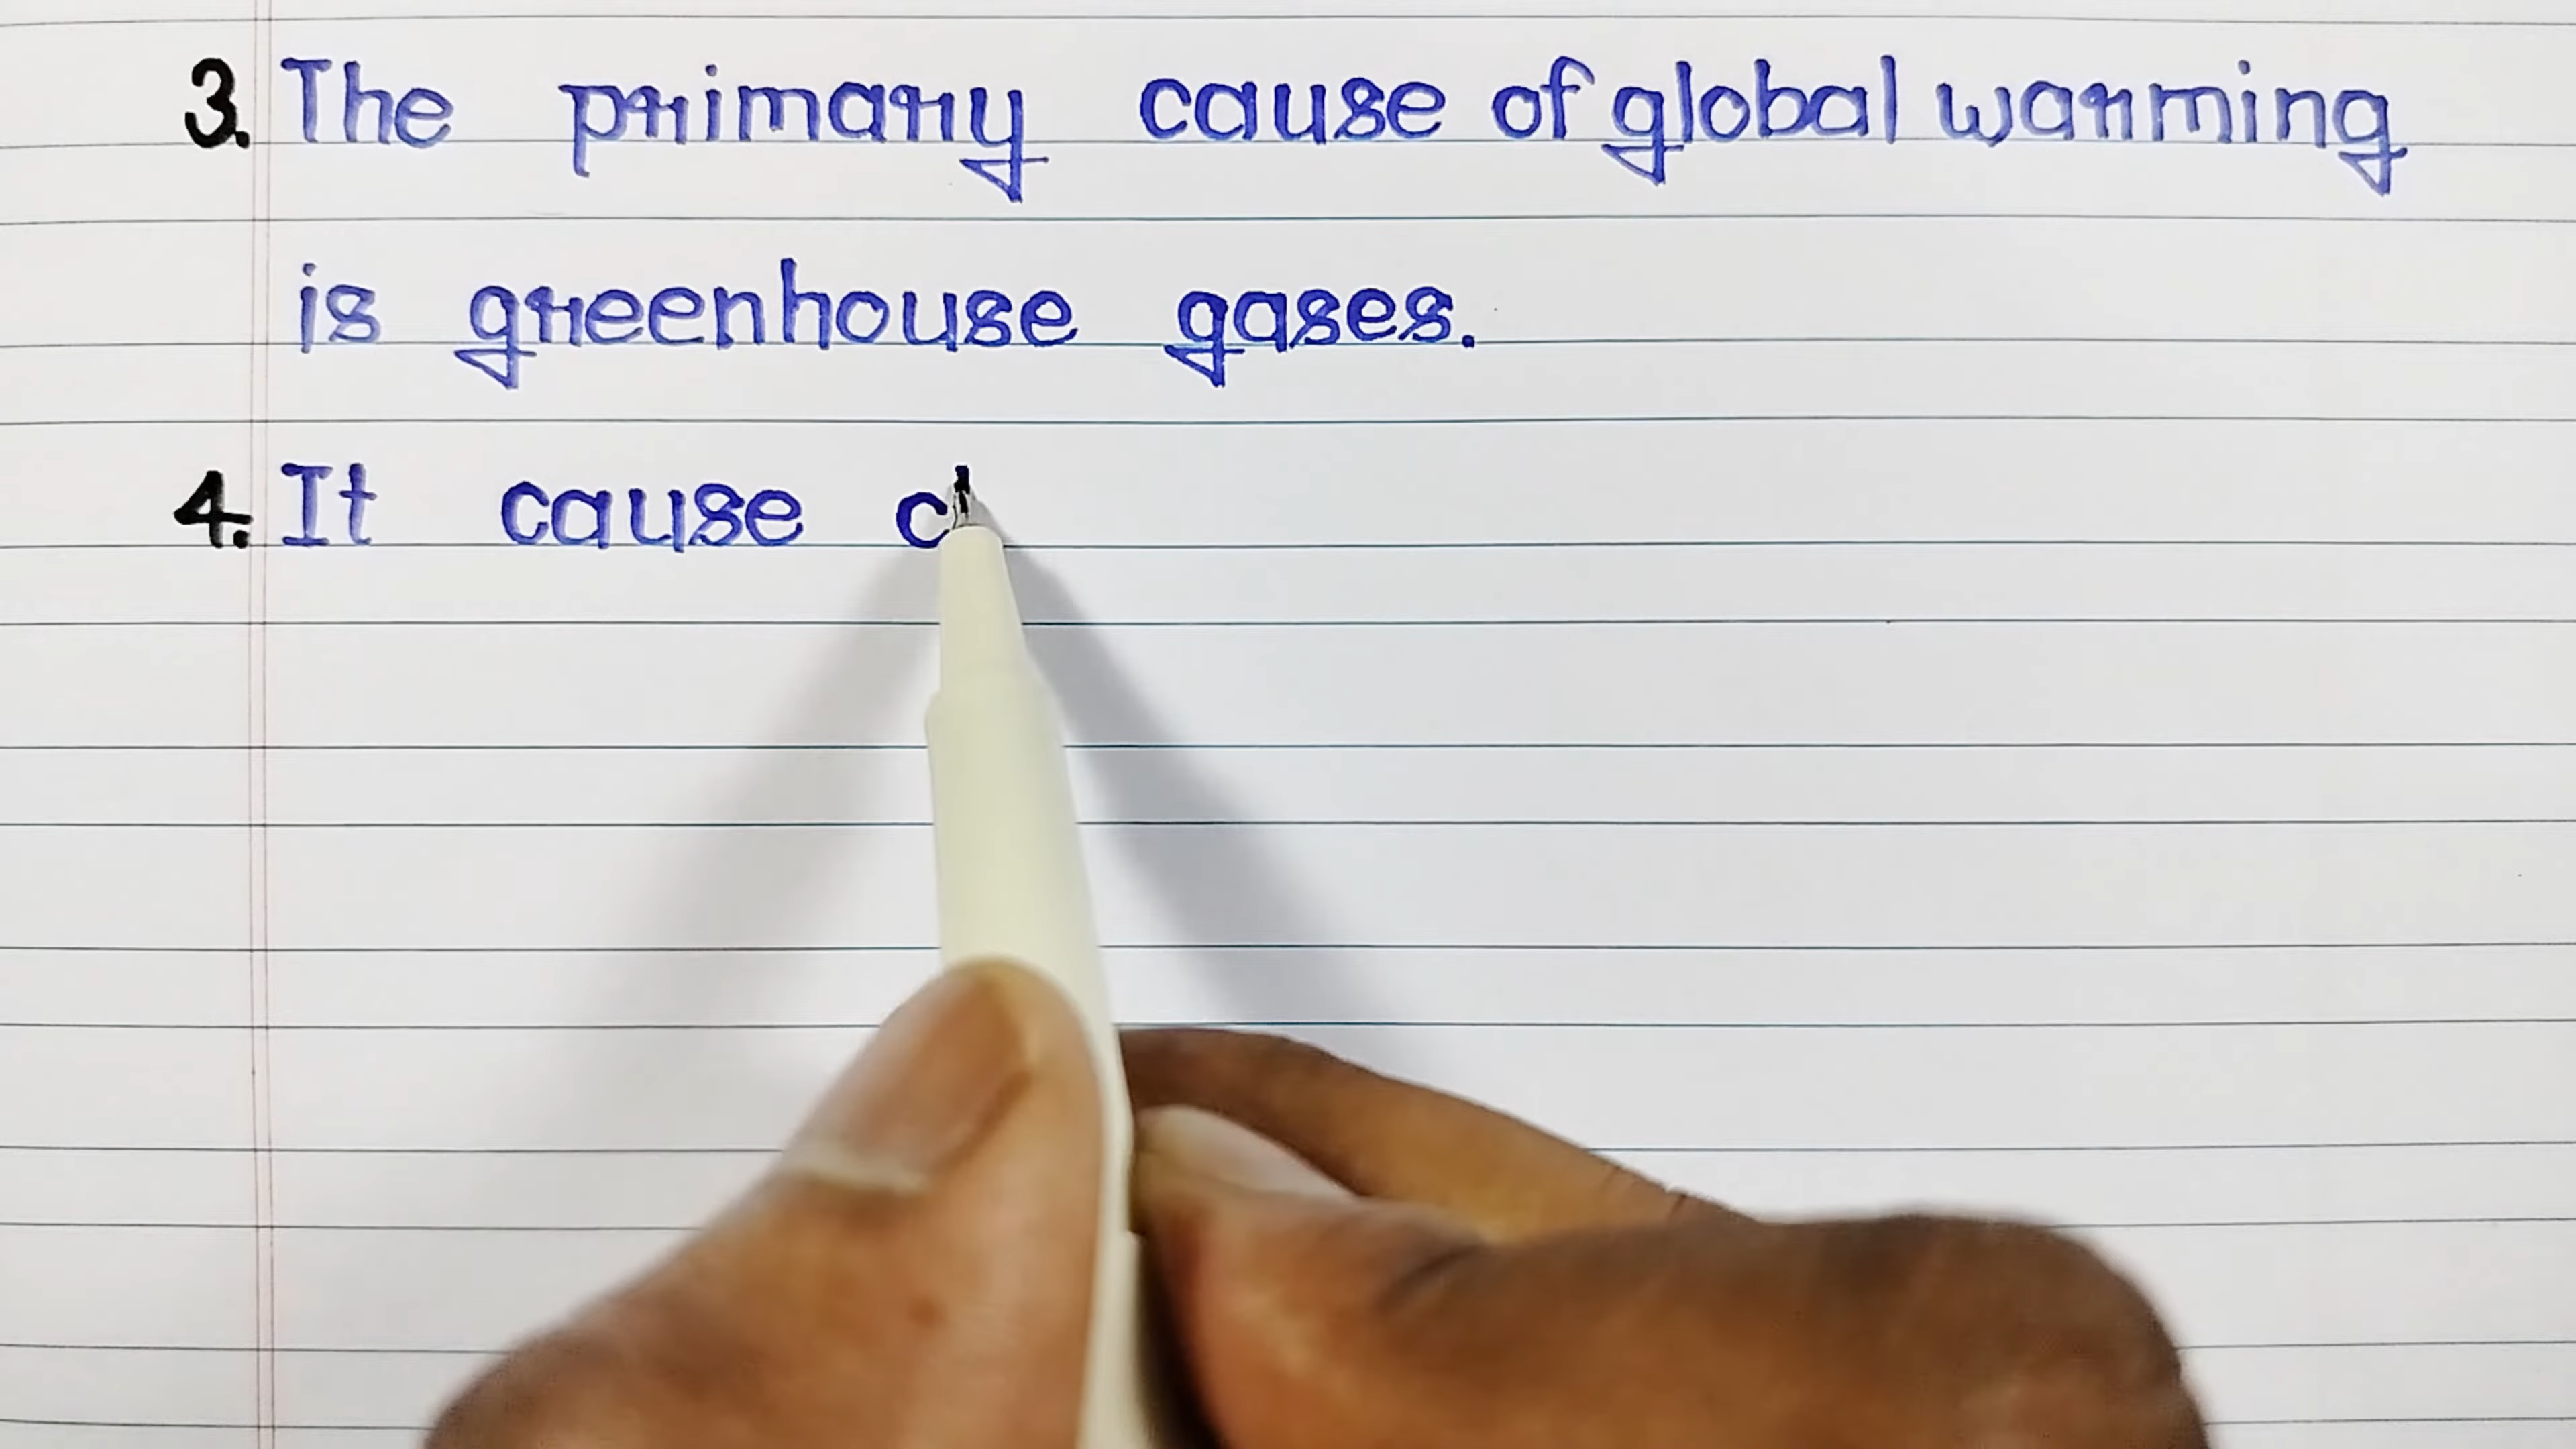 3. The primary cause of global warming
is greenhouse gases.
4. It cause